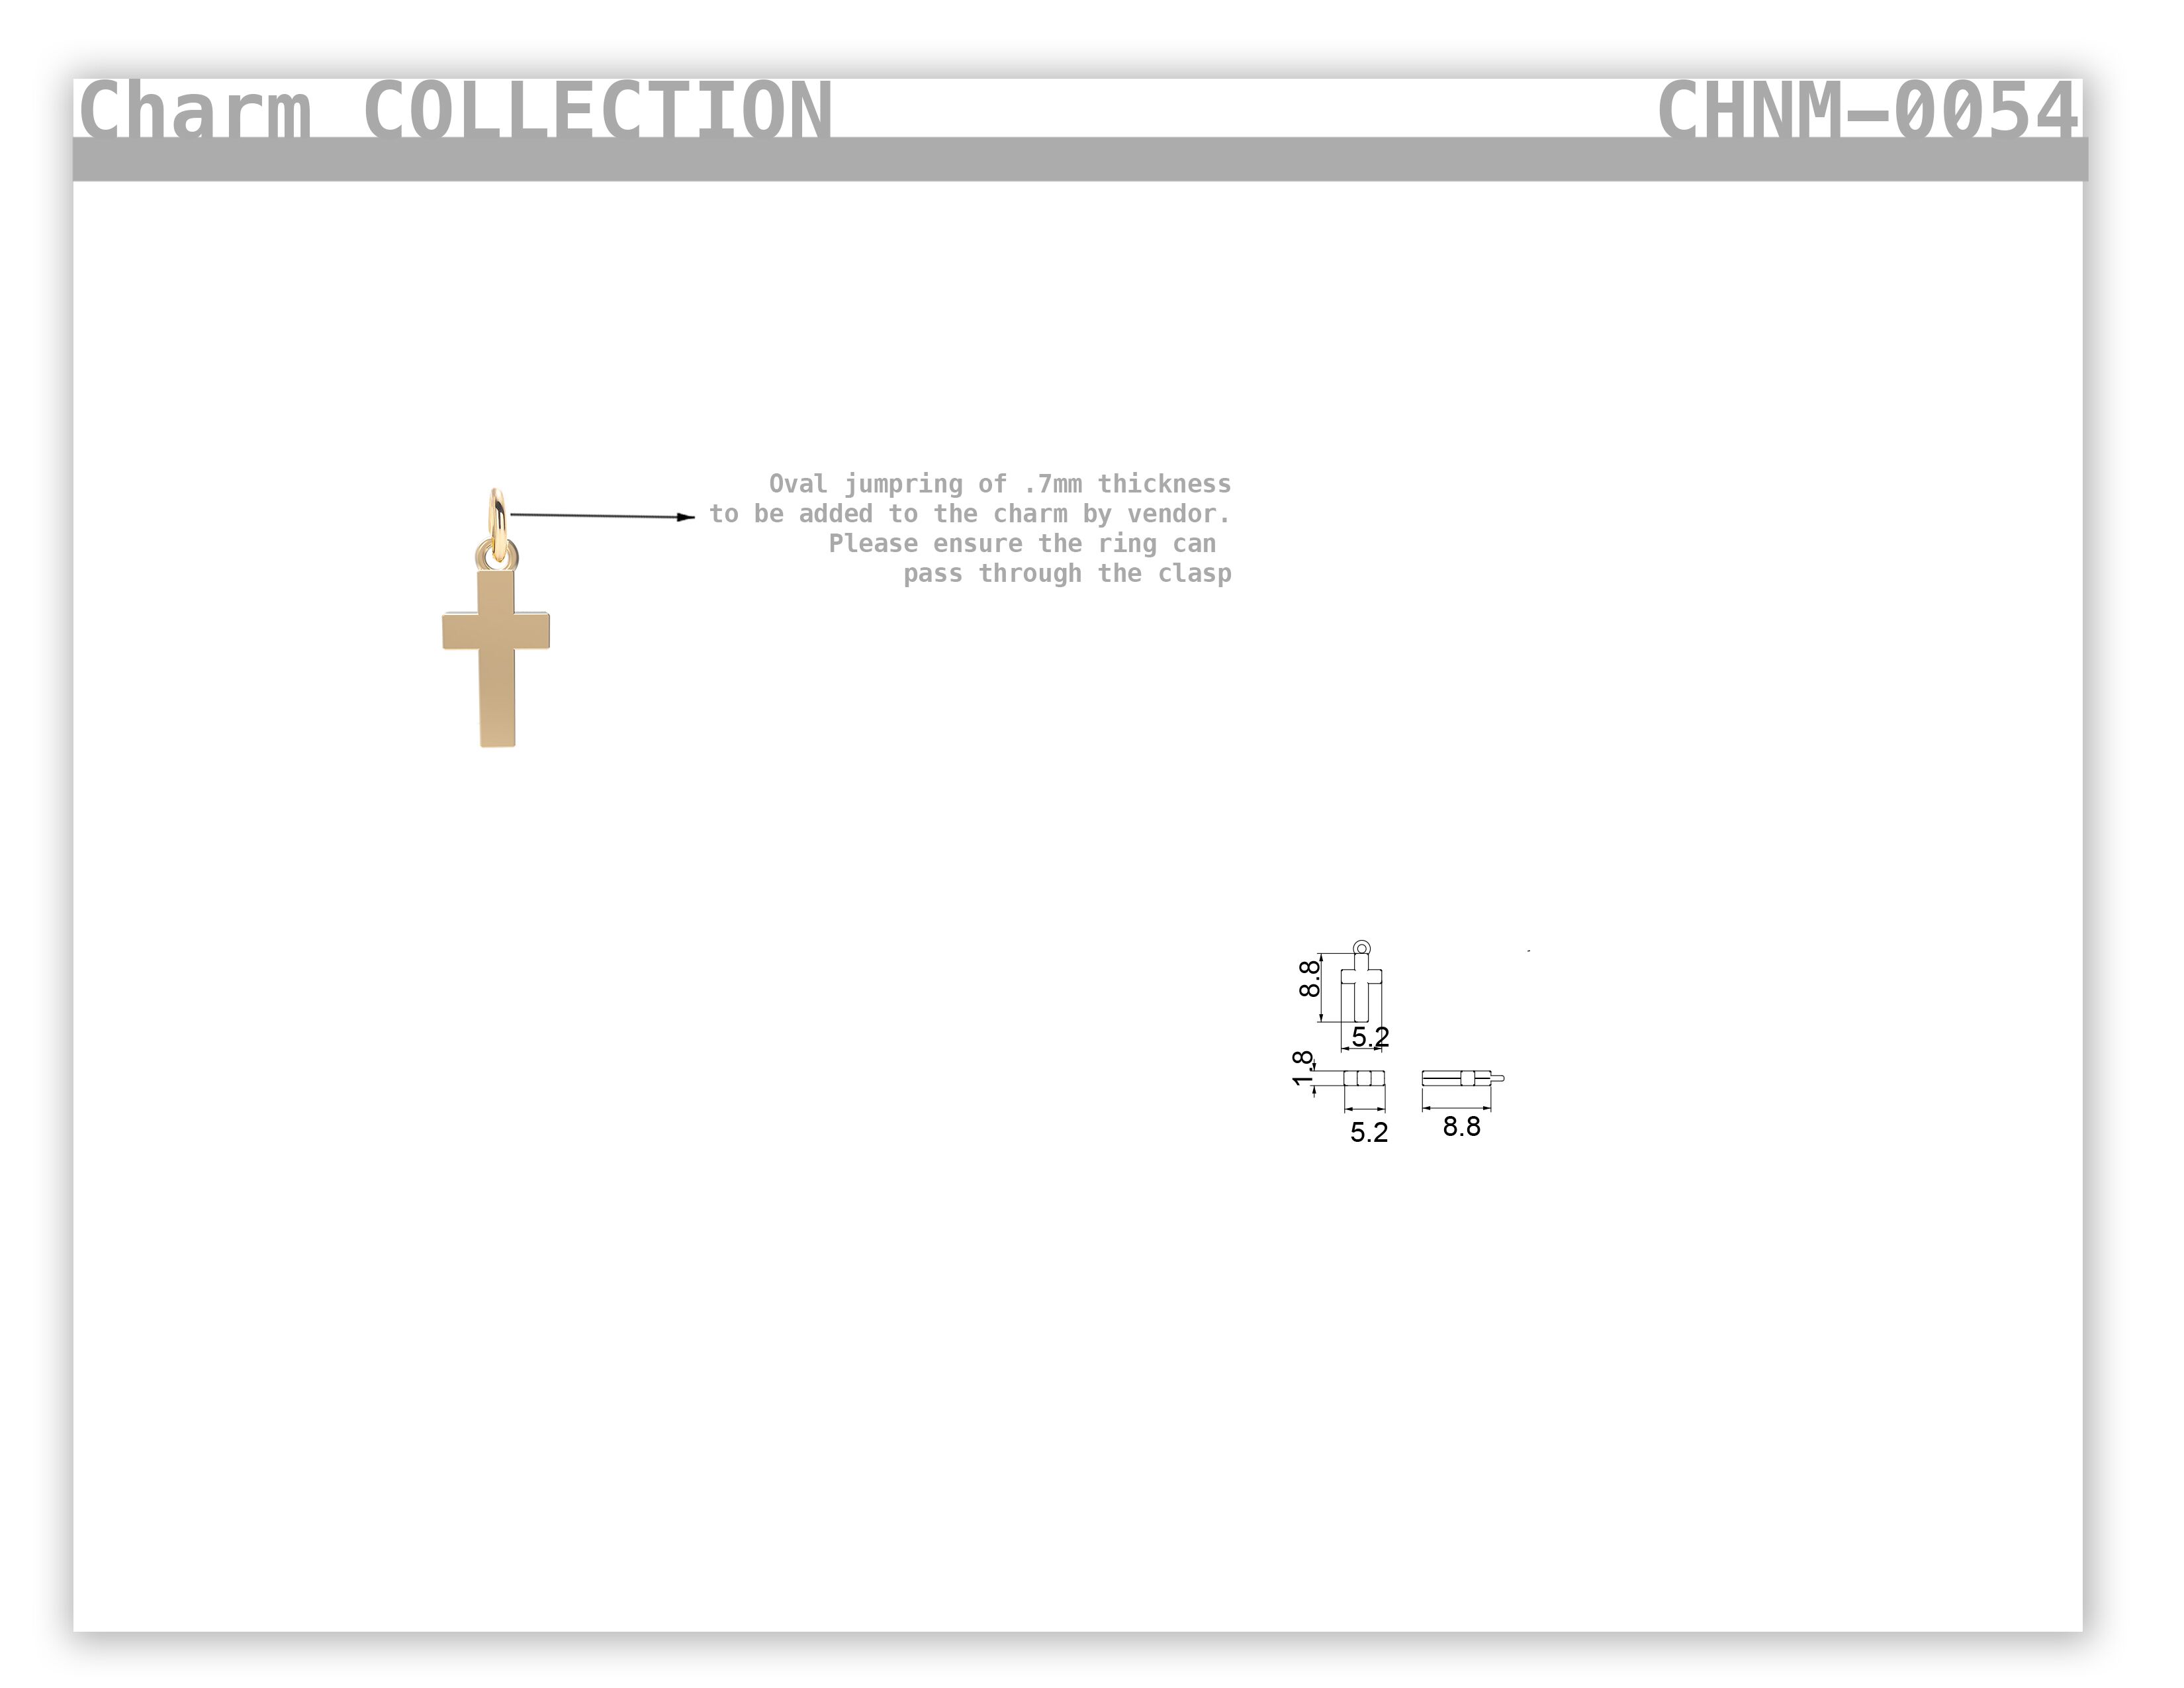 Charm COLLECTION
CHNM–0054
Oval jumpring of .7mm thickness
to be added to the charm by vendor.
Please ensure the ring can
pass through the clasp
8.8
5.2
1.8
5.2
8.8